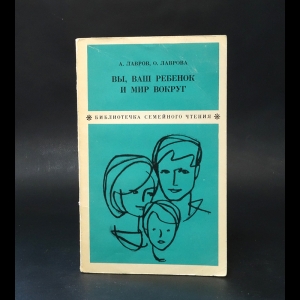 А. ЛАВРОВ, О. ЛАВРОВА
ВЫ, ВАШ РЕБЕНОК
И МИР ВОКРУГ
БИБЛИОТЕЧКА СЕМЕЙНОГО ЧТЕНИЯ